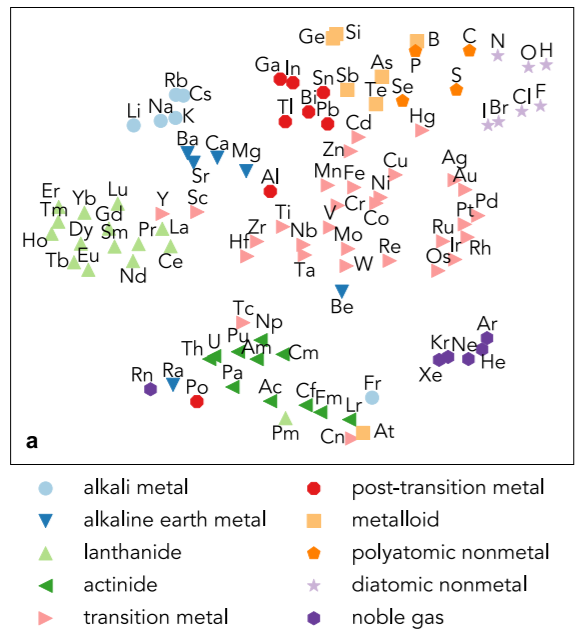 Ge Si B C N
O H
P
Ga In As
Rb Sn Sb Te Se S
Cs Bi I Br Cl F
Li Na K Tl Pb Hg
Cd
Ba Ca Mg Zn
Sr Al Mn Fe Cu Ag Au
Er Yb Lu Y Sc Cr Ni Co Pd
Tm Gd Ti V Pt
Ho Dy Sm Pr La Hf Zr Nb Mo Ru Ir Rh
Tb Eu Nd Ce Ta W Re Os
Be
Tc Np
Th U Pu Am Cm Ar
Kr Ne
Rn Ra Pa Xe He
Po Ac Cf Fm Lr Fr
Pm Cn At
a
alkali metal
post-transition metal
alkaline earth metal
metalloid
lanthanide
polyatomic nonmetal
actinide
diatomic nonmetal
transition metal
noble gas